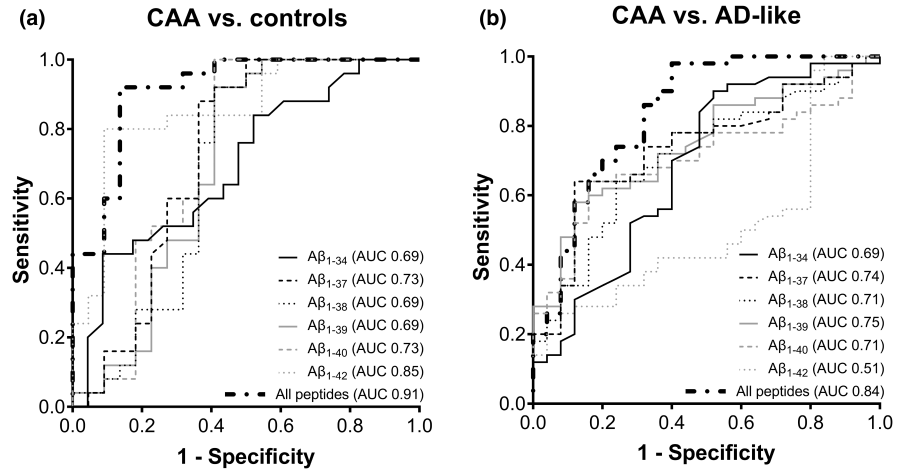 (a) CAA vs. controls
1.0
0.8
0.6
0.4
0.2
0.0
Sensitivity
Aβ1-34 (AUC 0.69)
Aβ1-37 (AUC 0.73)
Aβ1-38 (AUC 0.69)
Aβ1-39 (AUC 0.69)
Aβ1-40 (AUC 0.73)
Aβ1-42 (AUC 0.85)
All peptides (AUC 0.91)
0.0 0.2 0.4 0.6 0.8 1.0
1 - Specificity
(b) CAA vs. AD-like
1.0
0.8
0.6
0.4
0.2
0.0
Sensitivity
Aβ1-34 (AUC 0.69)
Aβ1-37 (AUC 0.74)
Aβ1-38 (AUC 0.71)
Aβ1-39 (AUC 0.75)
Aβ1-40 (AUC 0.71)
Aβ1-42 (AUC 0.51)
All peptides (AUC 0.84)
0.0 0.2 0.4 0.6 0.8 1.0
1 - Specificity